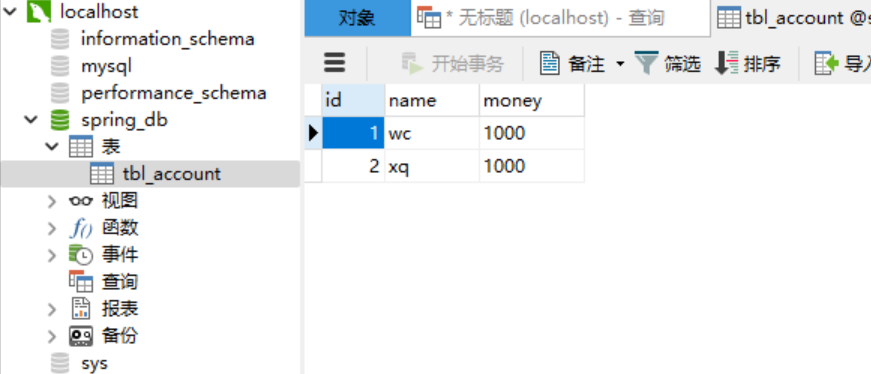 localhost
information_schema
mysql
performance_schema
spring_db
表
tbl_account
视图
f()
函数
事件
查询
报表
备份
sys
对象
* 无标题 (localhost) - 查询
tbl_account @s
开始事务
备注
筛选
排序
导入
id name money
1 wc 1000
2 xq 1000